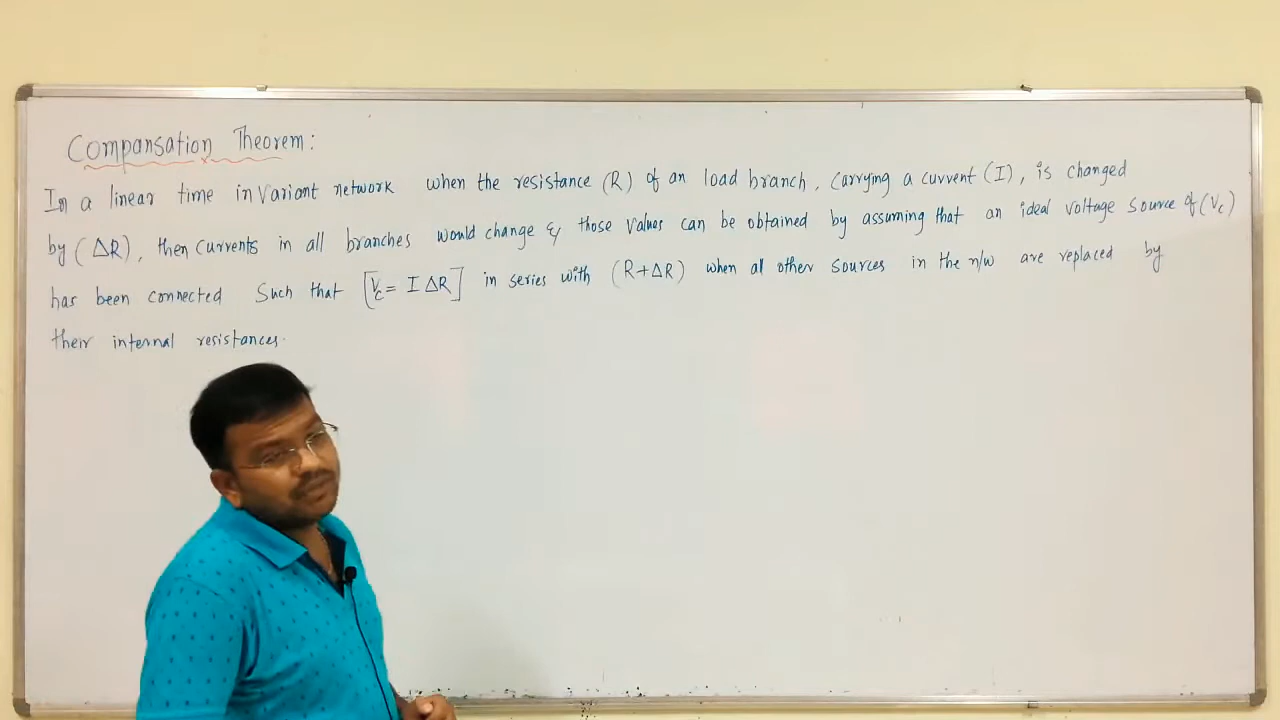 Compansation Theorem:
In a linear time invariant network when the resistance (R) of an load branch, carrying a current (I), is changed
by (ΔR), then currents in all branches would change & those values can be obtained by assuming that an ideal voltage source of (Vc)
has been connected such that [Vc = I ΔR] in series with (R+ΔR) when all other sources in the n/w are replaced by
their internal resistances.